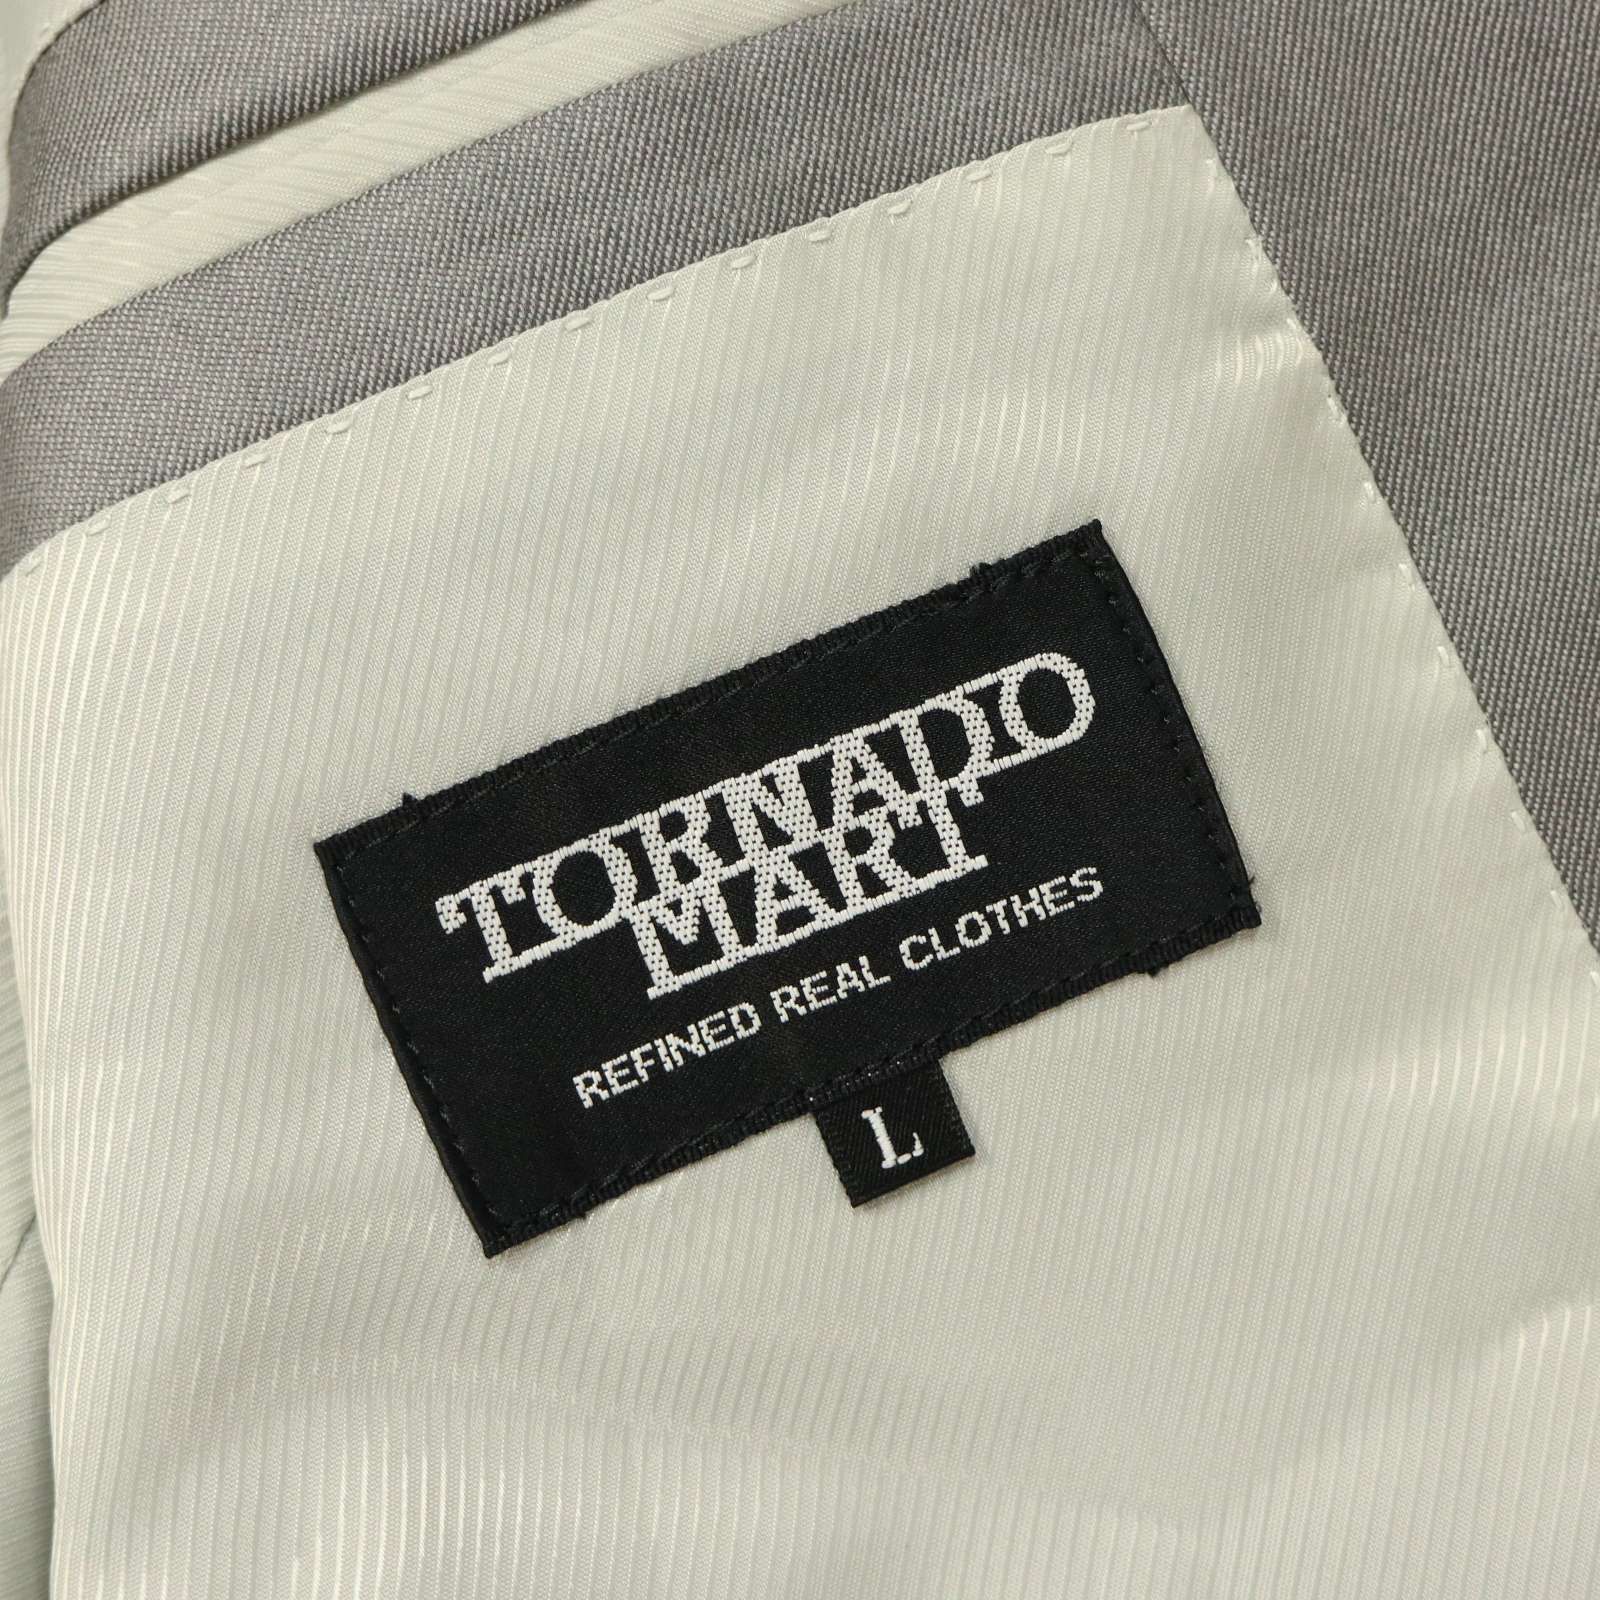 TORNADO
MART
REFINED REAL CLOTHES
L